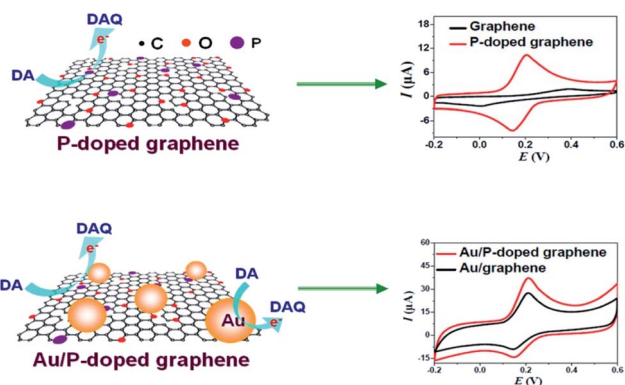 DAQ
e-
C
O
P
DA
P-doped graphene
18
12
6
0
-6
I (μA)
Graphene
P-doped graphene
-0.2
0.0
0.2
0.4
0.6
E (V)
DAQ
e-
DA
DA
Au
e-
DAQ
Au/P-doped graphene
60
45
30
15
0
-15
I (μA)
Au/P-doped graphene
Au/graphene
-0.2
0.0
0.2
0.4
0.6
E (V)